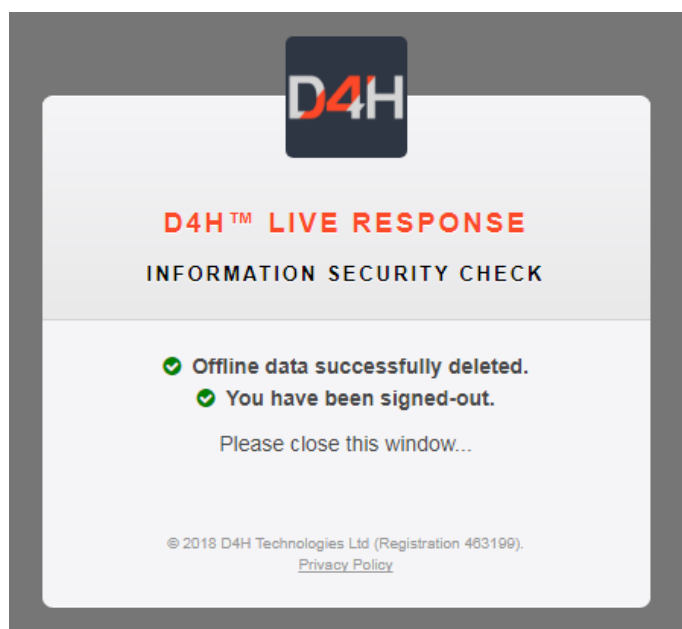 D4H
D4H™ LIVE RESPONSE
INFORMATION SECURITY CHECK
Offline data successfully deleted.
You have been signed-out.
Please close this window...
© 2018 D4H Technologies Ltd (Registration 463199).
Privacy Policy